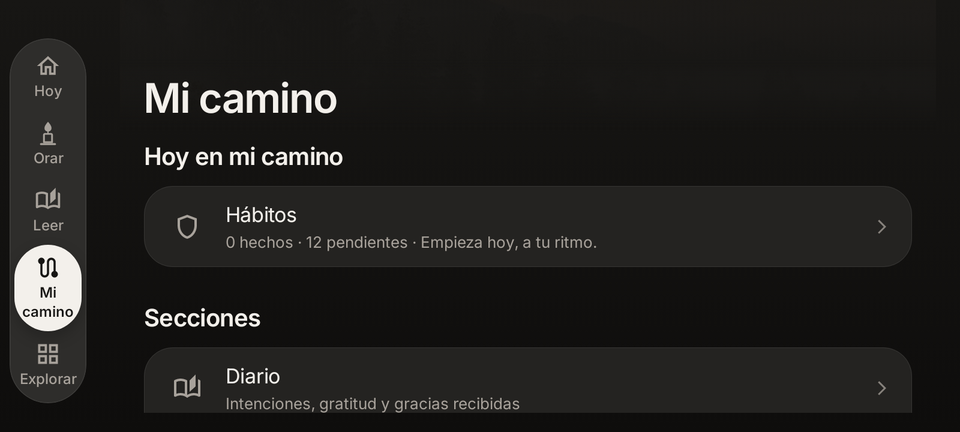 Hoy
Orar
Leer
Mi
camino
Explorar
Mi camino
Hoy en mi camino
Hábitos
0 hechos · 12 pendientes · Empieza hoy, a tu ritmo.
Secciones
Diario
Intenciones, gratitud y gracias recibidas